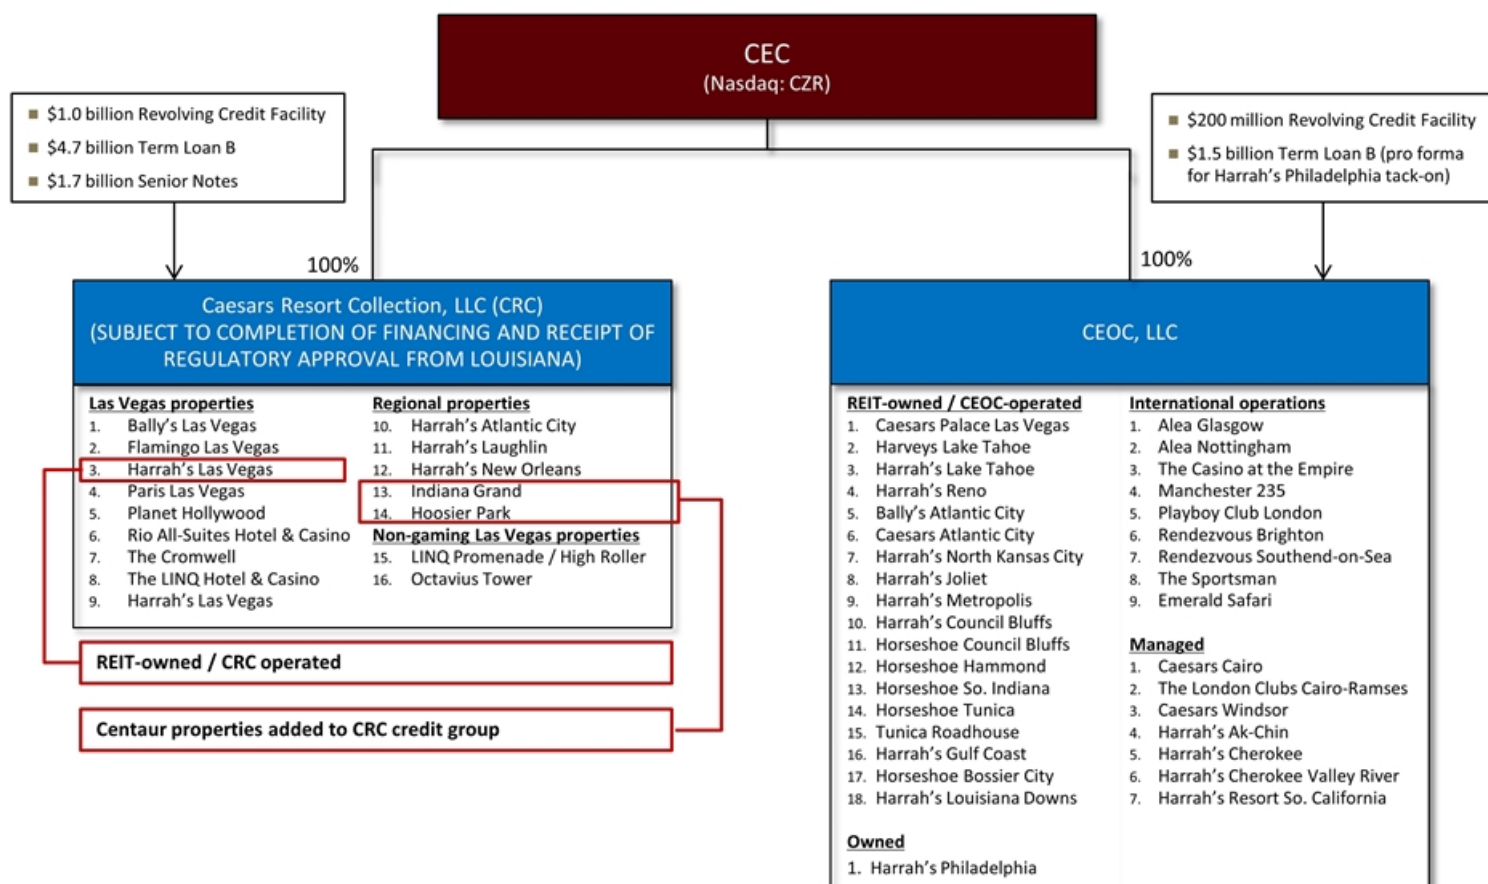 CEC
(Nasdaq: CZR)
■ $1.0 billion Revolving Credit Facility
■ $4.7 billion Term Loan B
■ $1.7 billion Senior Notes
■ $200 million Revolving Credit Facility
■ $1.5 billion Term Loan B (pro forma
for Harrah's Philadelphia tack-on)
100%
100%
Caesars Resort Collection, LLC (CRC)
(SUBJECT TO COMPLETION OF FINANCING AND RECEIPT OF
REGULATORY APPROVAL FROM LOUISIANA)
Las Vegas properties
1. Bally's Las Vegas
2. Flamingo Las Vegas
3. Harrah's Las Vegas
4. Paris Las Vegas
5. Planet Hollywood
6. Rio All-Suites Hotel & Casino
7. The Cromwell
8. The LINQ Hotel & Casino
9. Harrah's Las Vegas
Regional properties
10. Harrah's Atlantic City
11. Harrah's Laughlin
12. Harrah's New Orleans
13. Indiana Grand
14. Hoosier Park
Non-gaming Las Vegas properties
15. LINQ Promenade / High Roller
16. Octavius Tower
REIT-owned / CRC operated
Centaur properties added to CRC credit group
CEOC, LLC
REIT-owned / CEOC-operated
1. Caesars Palace Las Vegas
2. Harveys Lake Tahoe
3. Harrah's Lake Tahoe
4. Harrah's Reno
5. Bally's Atlantic City
6. Caesars Atlantic City
7. Harrah's North Kansas City
8. Harrah's Joliet
9. Harrah's Metropolis
10. Harrah's Council Bluffs
11. Horseshoe Council Bluffs
12. Horseshoe Hammond
13. Horseshoe So. Indiana
14. Horseshoe Tunica
15. Tunica Roadhouse
16. Harrah's Gulf Coast
17. Horseshoe Bossier City
18. Harrah's Louisiana Downs
Owned
1. Harrah's Philadelphia
International operations
1. Alea Glasgow
2. Alea Nottingham
3. The Casino at the Empire
4. Manchester 235
5. Playboy Club London
6. Rendezvous Brighton
7. Rendezvous Southend-on-Sea
8. The Sportsman
9. Emerald Safari
Managed
1. Caesars Cairo
2. The London Clubs Cairo-Ramses
3. Caesars Windsor
4. Harrah's Ak-Chin
5. Harrah's Cherokee
6. Harrah's Cherokee Valley River
7. Harrah's Resort So. California